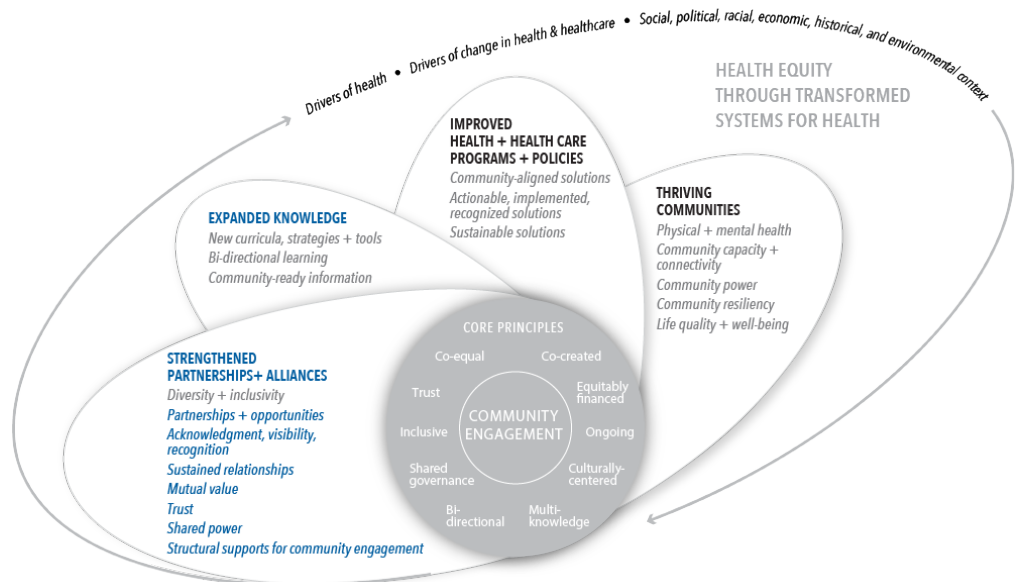 Drivers of health • Drivers of change in health & healthcare • Social, political, racial, economic, historical, and environmental context
HEALTH EQUITY
THROUGH TRANSFORMED
SYSTEMS FOR HEALTH
IMPROVED
HEALTH + HEALTH CARE
PROGRAMS + POLICIES
Community-aligned solutions
Actionable, implemented,
recognized solutions
Sustainable solutions
THRIVING
COMMUNITIES
Physical + mental health
Community capacity +
connectivity
Community power
Community resiliency
Life quality + well-being
EXPANDED KNOWLEDGE
New curricula, strategies + tools
Bi-directional learning
Community-ready information
STRENGTHENED
PARTNERSHIPS+ ALLIANCES
Diversity + inclusivity
Partnerships + opportunities
Acknowledgment, visibility,
recognition
Sustained relationships
Mutual value
Trust
Shared power
Structural supports for community engagement
CORE PRINCIPLES
Co-equal
Co-created
Trust
Equitably
financed
Inclusive
COMMUNITY
ENGAGEMENT
Ongoing
Shared
governance
Culturally-
centered
Bi-
directional
Multi-
knowledge